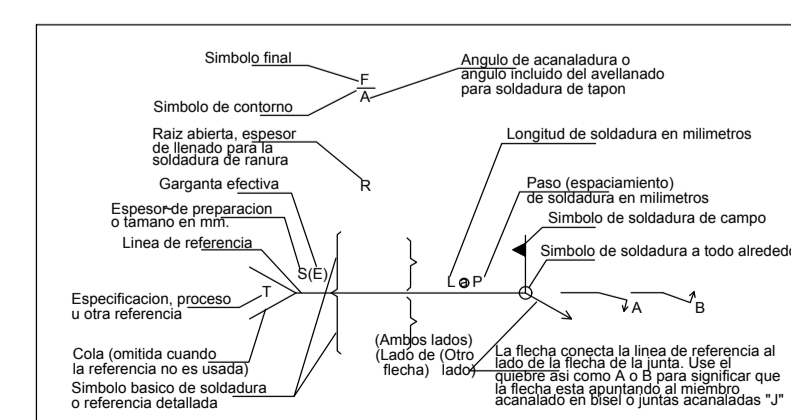 Simbolo final
F
A
Angulo de acanaladura o
angulo incluido del avellanado
para soldadura de tapon
Simbolo de contorno
Raiz abierta, espesor
de llenado para la
soldadura de ranura
R
Longitud de soldadura en milimetros
Garganta efectiva
Paso (espaciamiento)
de soldadura en milimetros
Espesor de preparacion
o tamano en mm.
Simbolo de soldadura de campo
Linea de referencia
Simbolo de soldadura a todo alrededo
S(E)
L @ P
T
Especificacion, proceso
u otra referencia
A
B
(Ambos lados)
(Lado de
flecha)
(Otro
lado)
Cola (omitida cuando
la referencia no es usada)
La flecha conecta la linea de referencia al
lado de la flecha de la junta. Use el
quiebre asi como A o B para significar que
la flecha esta apuntando al miembro
acanalado en bisel o juntas acanaladas "J"
Simbolo basico de soldadura
o referencia detallada